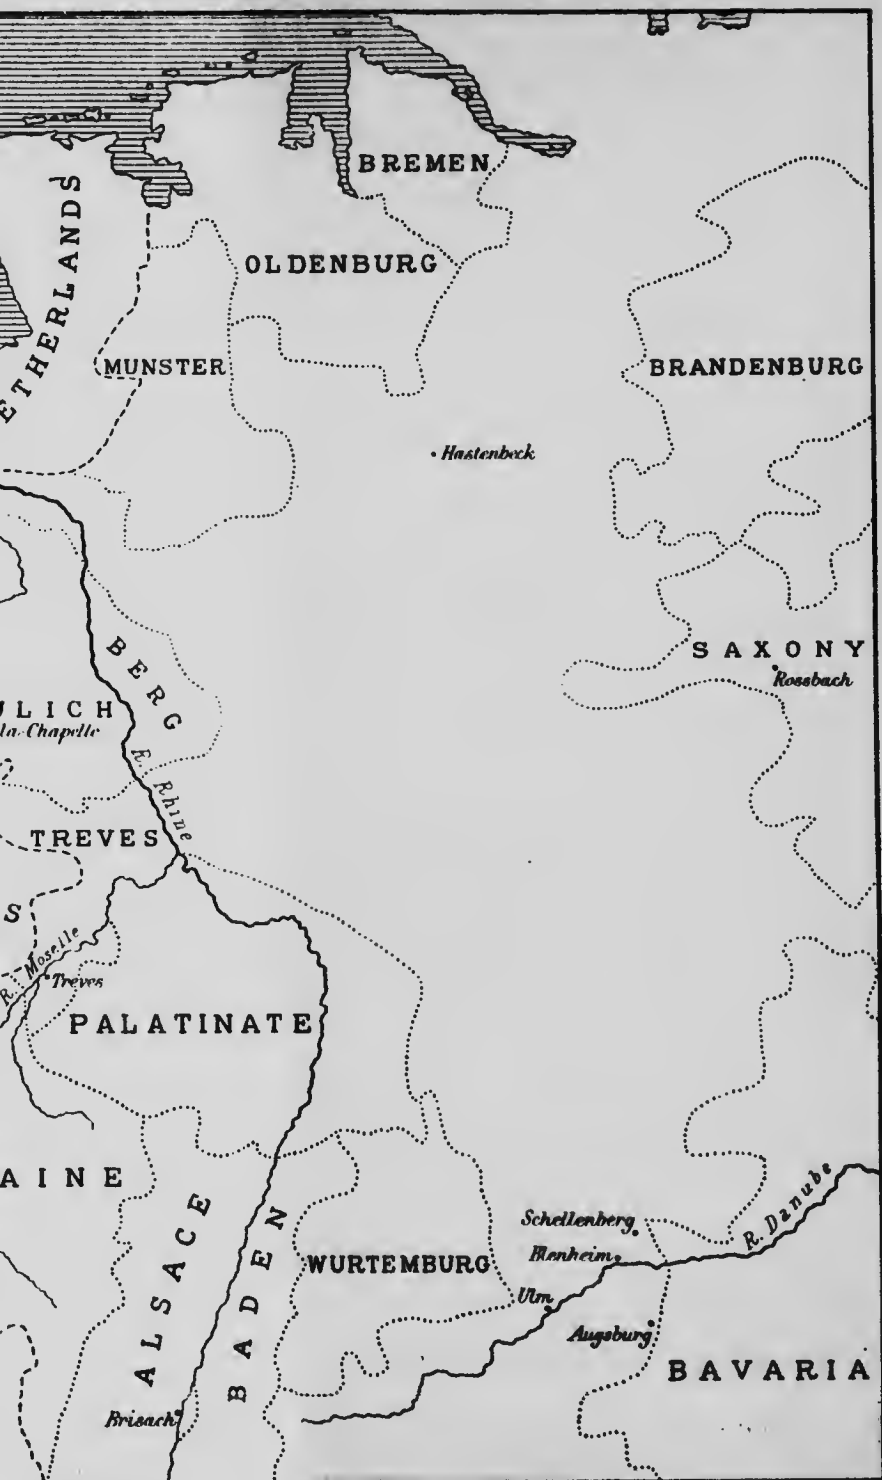 BREMEN
ETHERLANDS
OLDENBURG
MUNSTER
BRANDENBURG
Hastenbeck
BERG
SAXONY
Rossbach
ULICH
la-Chapelle
R. Rhine
TREVES
S
R. Moselle
Treves
PALATINATE
AINE
ALSACE
BADEN
WURTEMBURG
Schellenberg
Blenheim
R. Danube
Ulm
Augsburg
BAVARIA
Brisach